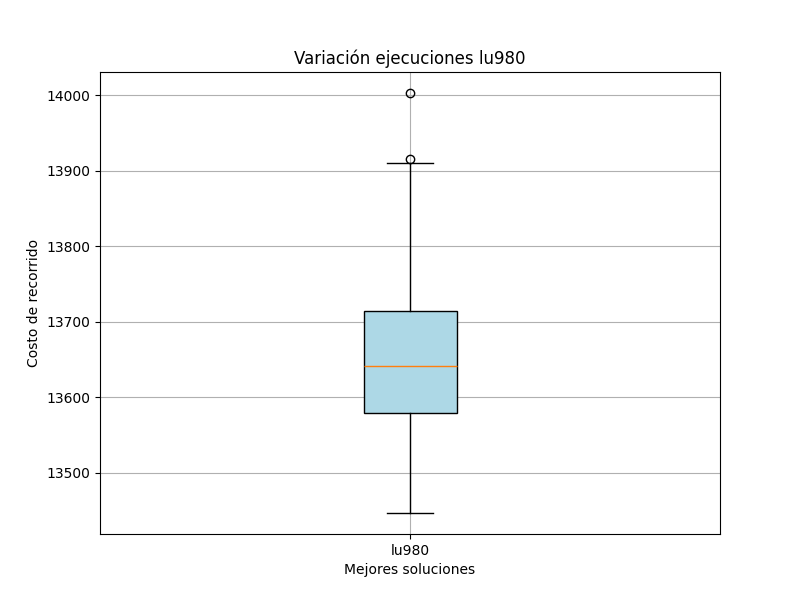 Variación ejecuciones lu980
14000
13900
13800
13700
13600
13500
Costo de recorrido
lu980
Mejores soluciones